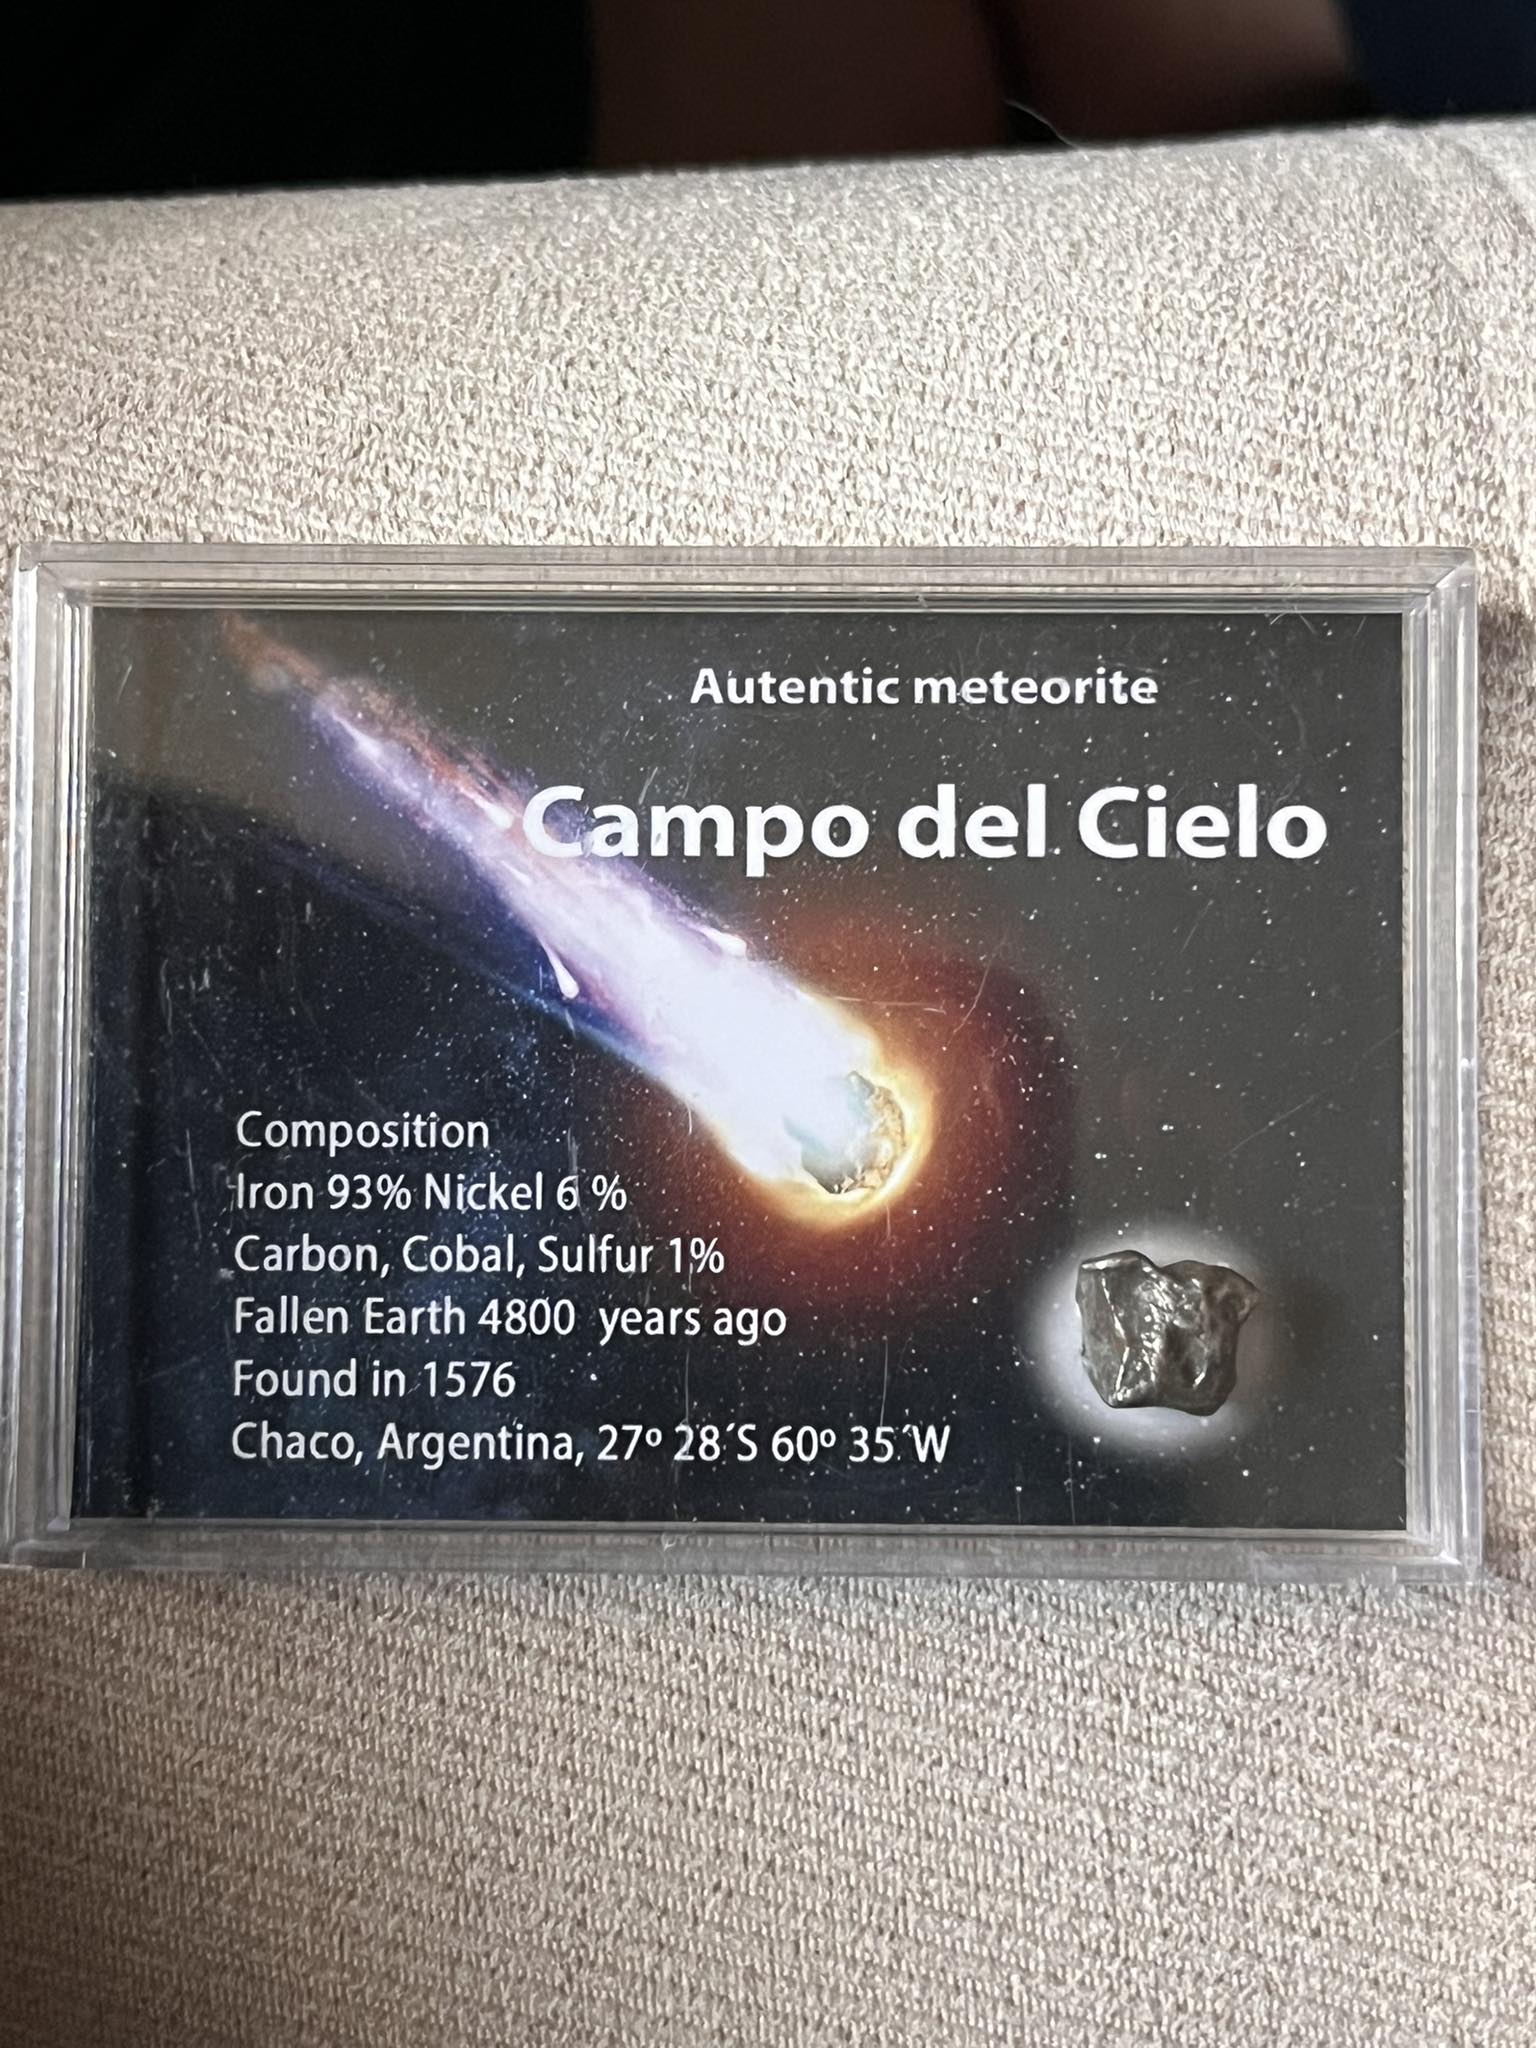 Autentic meteorite
Campo del Cielo
Composition
Iron 93% Nickel 6 %
Carbon, Cobal, Sulfur 1%
Fallen Earth 4800  years ago
Found in 1576
Chaco, Argentina, 27º 28´S 60º 35´W